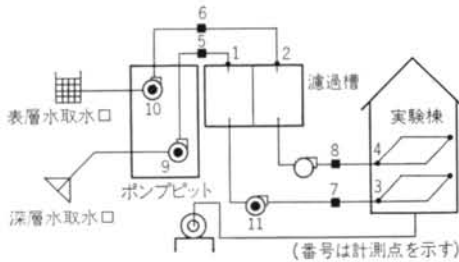 6
5
1
2
濾過槽
実験棟
表層水取水口
10
9
8
4
7
3
深層水取水口
ポンプピット
11
(番号は計測点を示す)